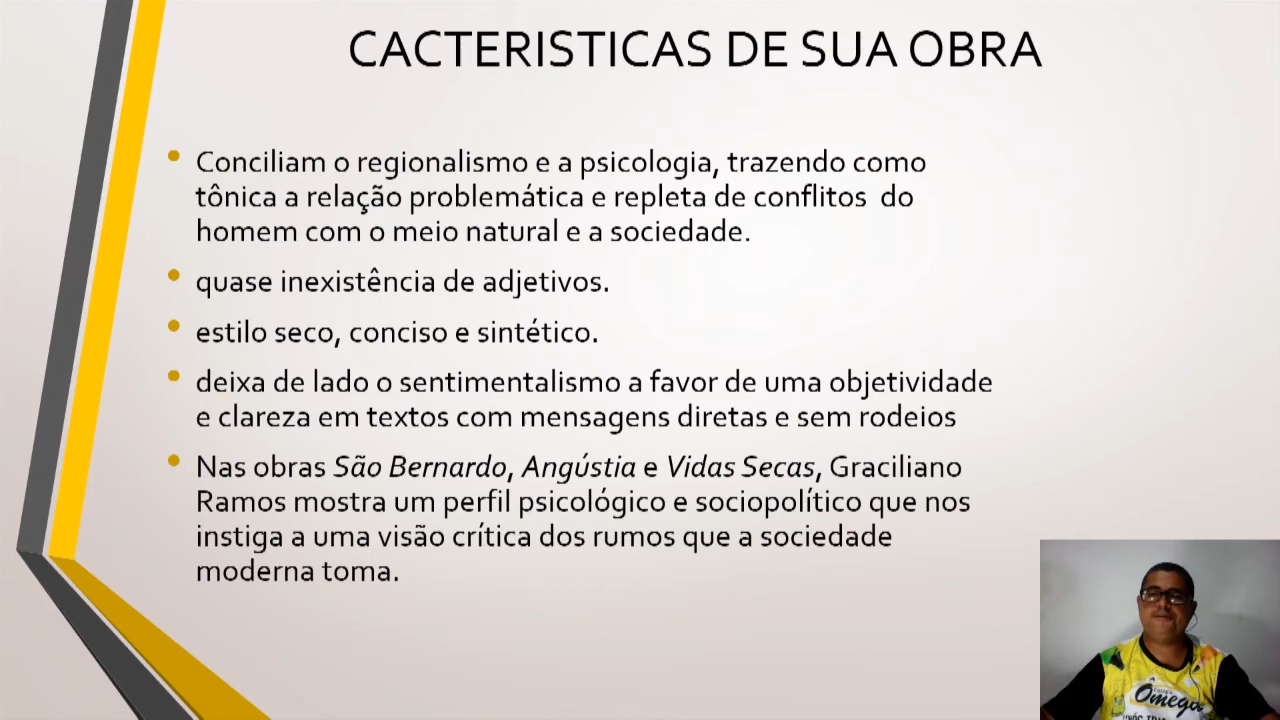 CACTERISTICAS DE SUA OBRA
• Conciliam o regionalismo e a psicologia, trazendo como
tônica a relação problemática e repleta de conflitos do
homem com o meio natural e a sociedade.
• quase inexistência de adjetivos.
• estilo seco, conciso e sintético.
• deixa de lado o sentimentalismo a favor de uma objetividade
e clareza em textos com mensagens diretas e sem rodeios
• Nas obras São Bernardo, Angústia e Vidas Secas, Graciliano
Ramos mostra um perfil psicológico e sociopolítico que nos
instiga a uma visão crítica dos rumos que a sociedade
moderna toma.
Ômega